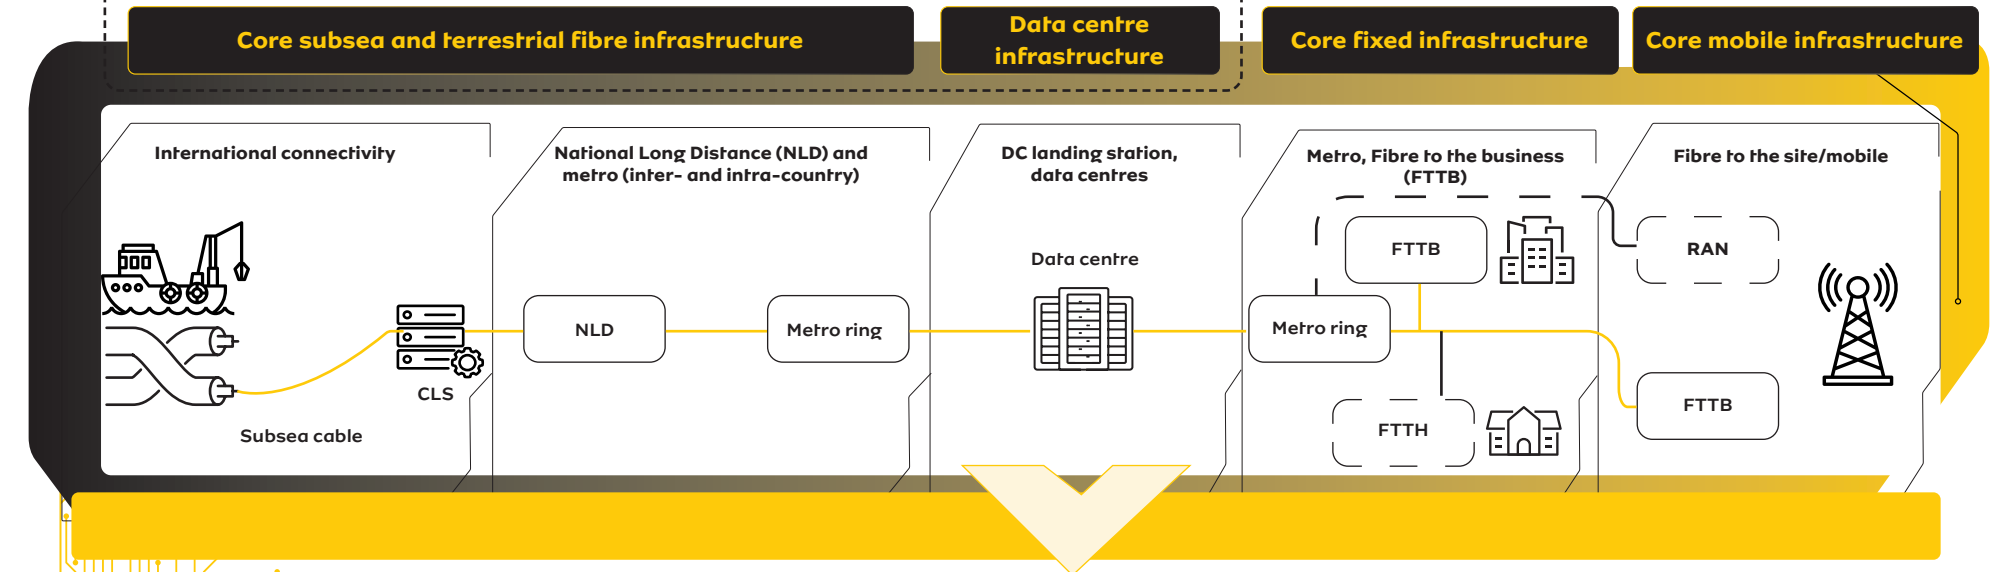 Core subsea and terrestrial fibre infrastructure
Data centre
infrastructure
Core fixed infrastructure
Core mobile infrastructure
International connectivity
National Long Distance (NLD) and
metro (inter- and intra-country)
DC landing station,
data centres
Metro, Fibre to the business
(FTTB)
Fibre to the site/mobile
CLS
Subsea cable
NLD
Metro ring
Data centre
Metro ring
FTTB
FTTH
RAN
FTTB